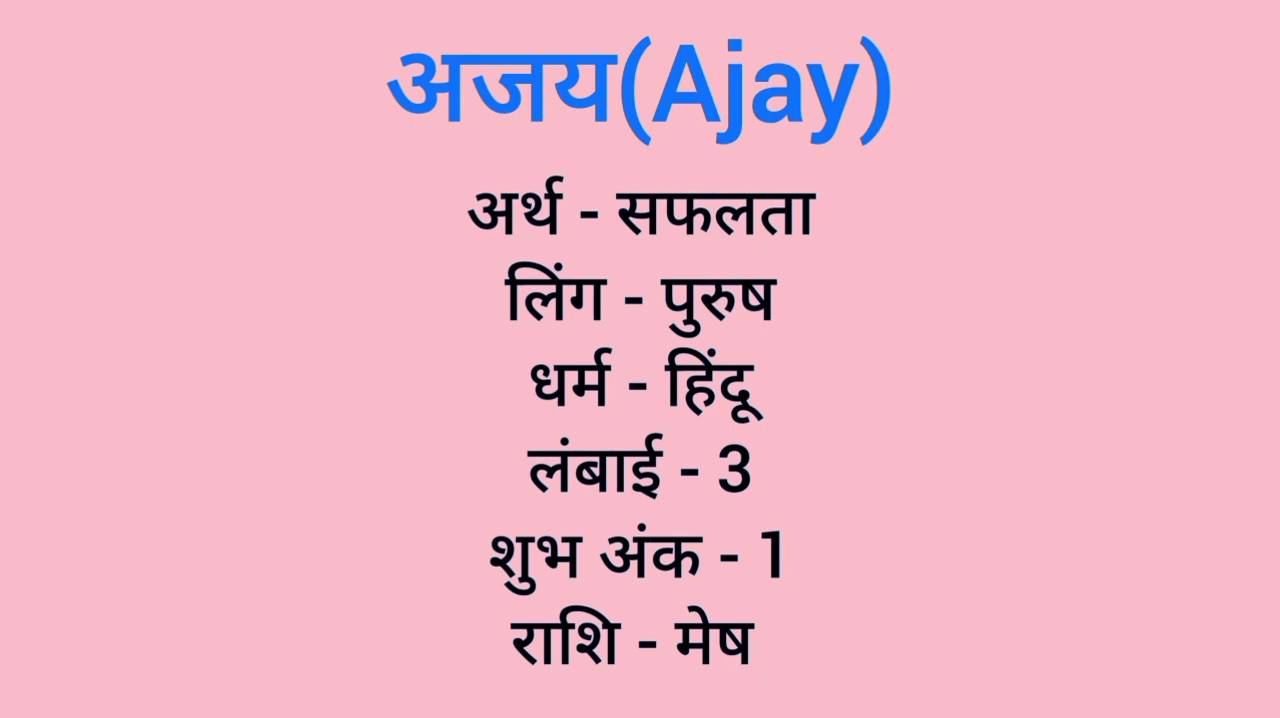 अजय(Ajay)
अर्थ - सफलता
लिंग - पुरुष
धर्म - हिंदू
लंबाई - 3
शुभ अंक - 1
राशि - मेष